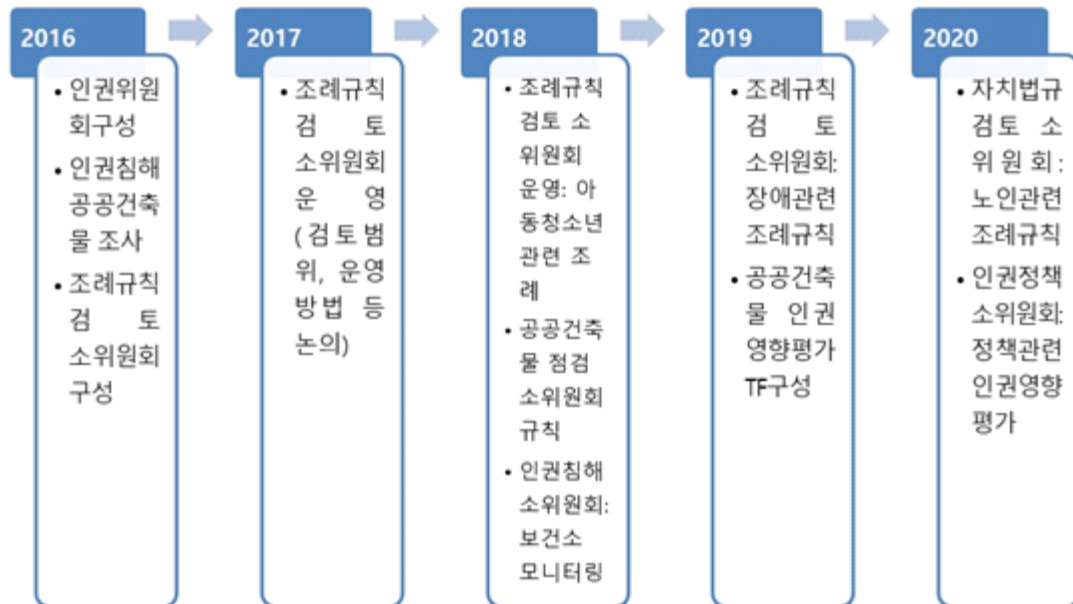 2016
• 인권위원
회구성
• 인권침해
공공건축
물 조사
• 조례규칙
검 토
소위원회
구성
2017
• 조례규칙
검 토
소위원회
운 영
(검토범
위, 운영
방법 등
논의)
2018
• 조례규칙
검토 소
위원회
운영: 아
동청소년
관련 조
례
• 공공건축
물 점검
소위원회
규칙
• 인권침해
소위원회:
보건소
모니터링
2019
• 조례규칙
검 토
소위원회:
장애관련
조례규칙
• 공공건축
물 인권
영향평가
TF구성
2020
• 자치법규
검토 소
위원회:
노인관련
조례규칙
• 인권정책
소위원회:
정책관련
인권영향
평가